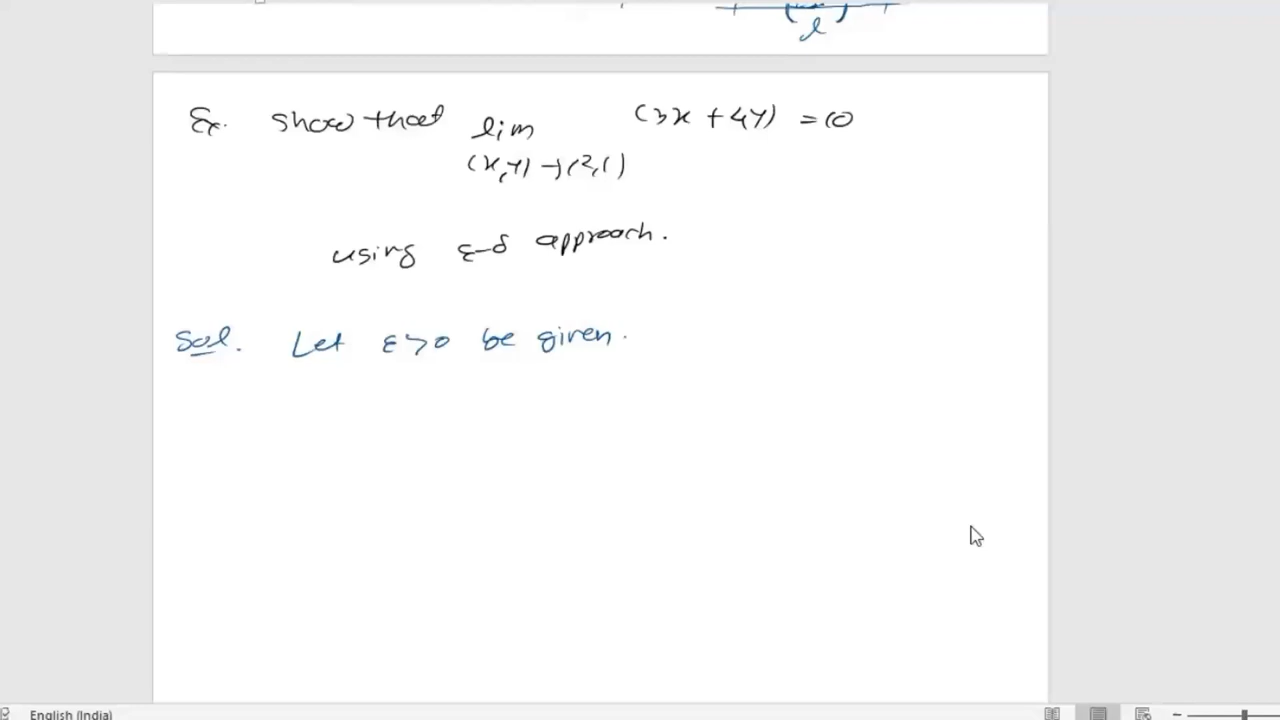 l
Ex. Show that lim (3x + 4y) = 10
(x,y) → (2,1)
using ε-δ approach.
Sol. Let ε>0 be given.
English (India)